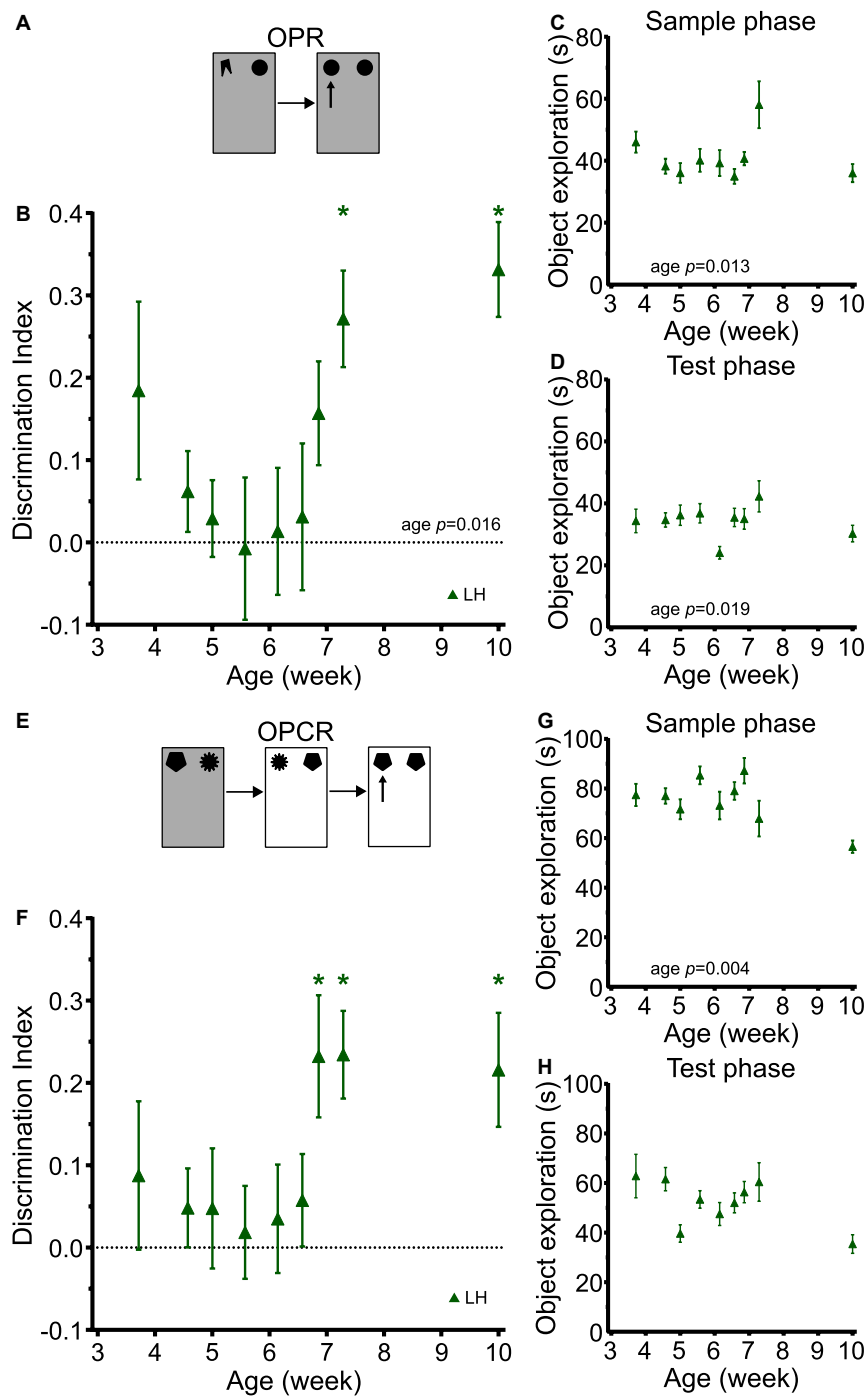 A
OPR
B
0.4
0.3
0.2
0.1
0.0
-0.1
Discrimination Index
* *
age p=0.016
LH
3 4 5 6 7 8 9 10
Age (week)
C
Sample phase
80
60
40
20
0
Object exploration (s)
age p=0.013
3 4 5 6 7 8 9 10
Age (week)
D
Test phase
80
60
40
20
0
Object exploration (s)
age p=0.019
3 4 5 6 7 8 9 10
Age (week)
E
OPCR
F
0.4
0.3
0.2
0.1
0.0
-0.1
Discrimination Index
* * *
LH
3 4 5 6 7 8 9 10
Age (week)
G
Sample phase
100
80
60
40
20
0
Object exploration (s)
age p=0.004
3 4 5 6 7 8 9 10
Age (week)
H
Test phase
100
80
60
40
20
0
Object exploration (s)
3 4 5 6 7 8 9 10
Age (week)